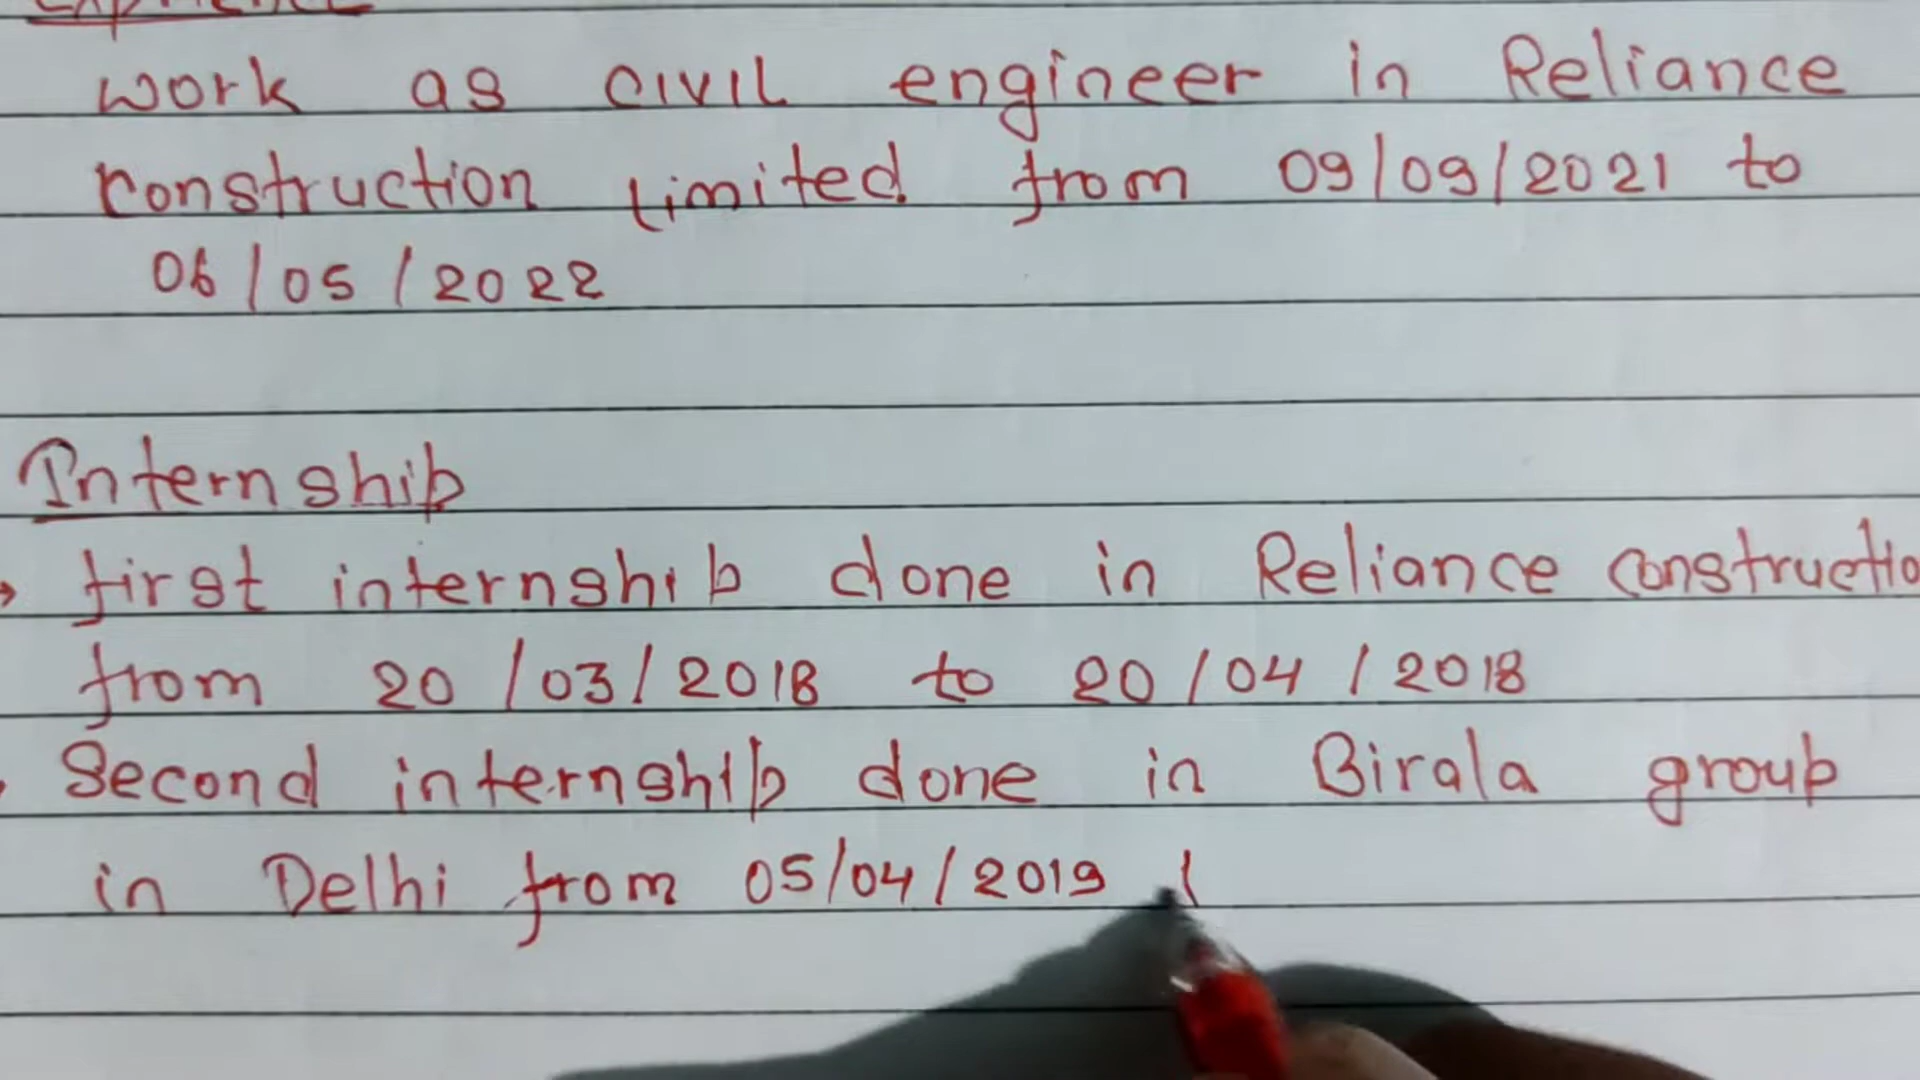 Experience
work as civil engineer in Reliance
construction limited from 09/09/2021 to
06/05/2022
Internship
first internship done in Reliance constructio
from 20/03/2018 to 20/04/2018
Second internship done in Birala group
in Delhi from 05/04/2019